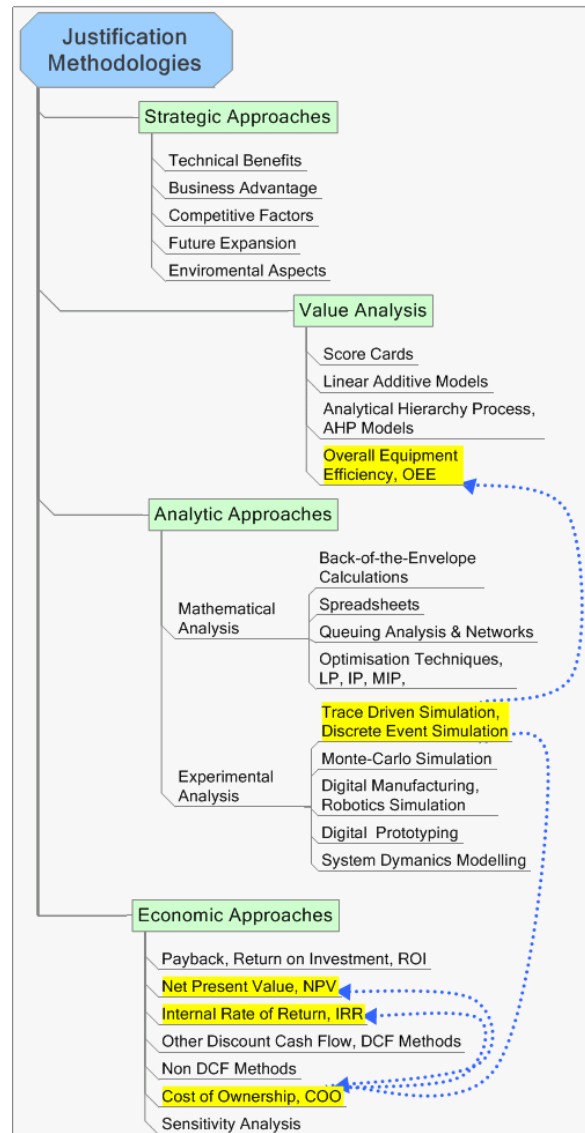 Justification
Methodologies
Strategic Approaches
Technical Benefits
Business Advantage
Competitive Factors
Future Expansion
Enviromental Aspects
Value Analysis
Score Cards
Linear Additive Models
Analytical Hierarchy Process,
AHP Models
Overall Equipment
Efficiency, OEE
Analytic Approaches
Mathematical
Analysis
Back-of-the-Envelope
Calculations
Spreadsheets
Queuing Analysis & Networks
Optimisation Techniques,
LP, IP, MIP,
Experimental
Analysis
Trace Driven Simulation,
Discrete Event Simulation
Monte-Carlo Simulation
Digital Manufacturing,
Robotics Simulation
Digital Prototyping
System Dymanics Modelling
Economic Approaches
Payback, Return on Investment, ROI
Net Present Value, NPV
Internal Rate of Return, IRR
Other Discount Cash Flow, DCF Methods
Non DCF Methods
Cost of Ownership, COO
Sensitivity Analysis